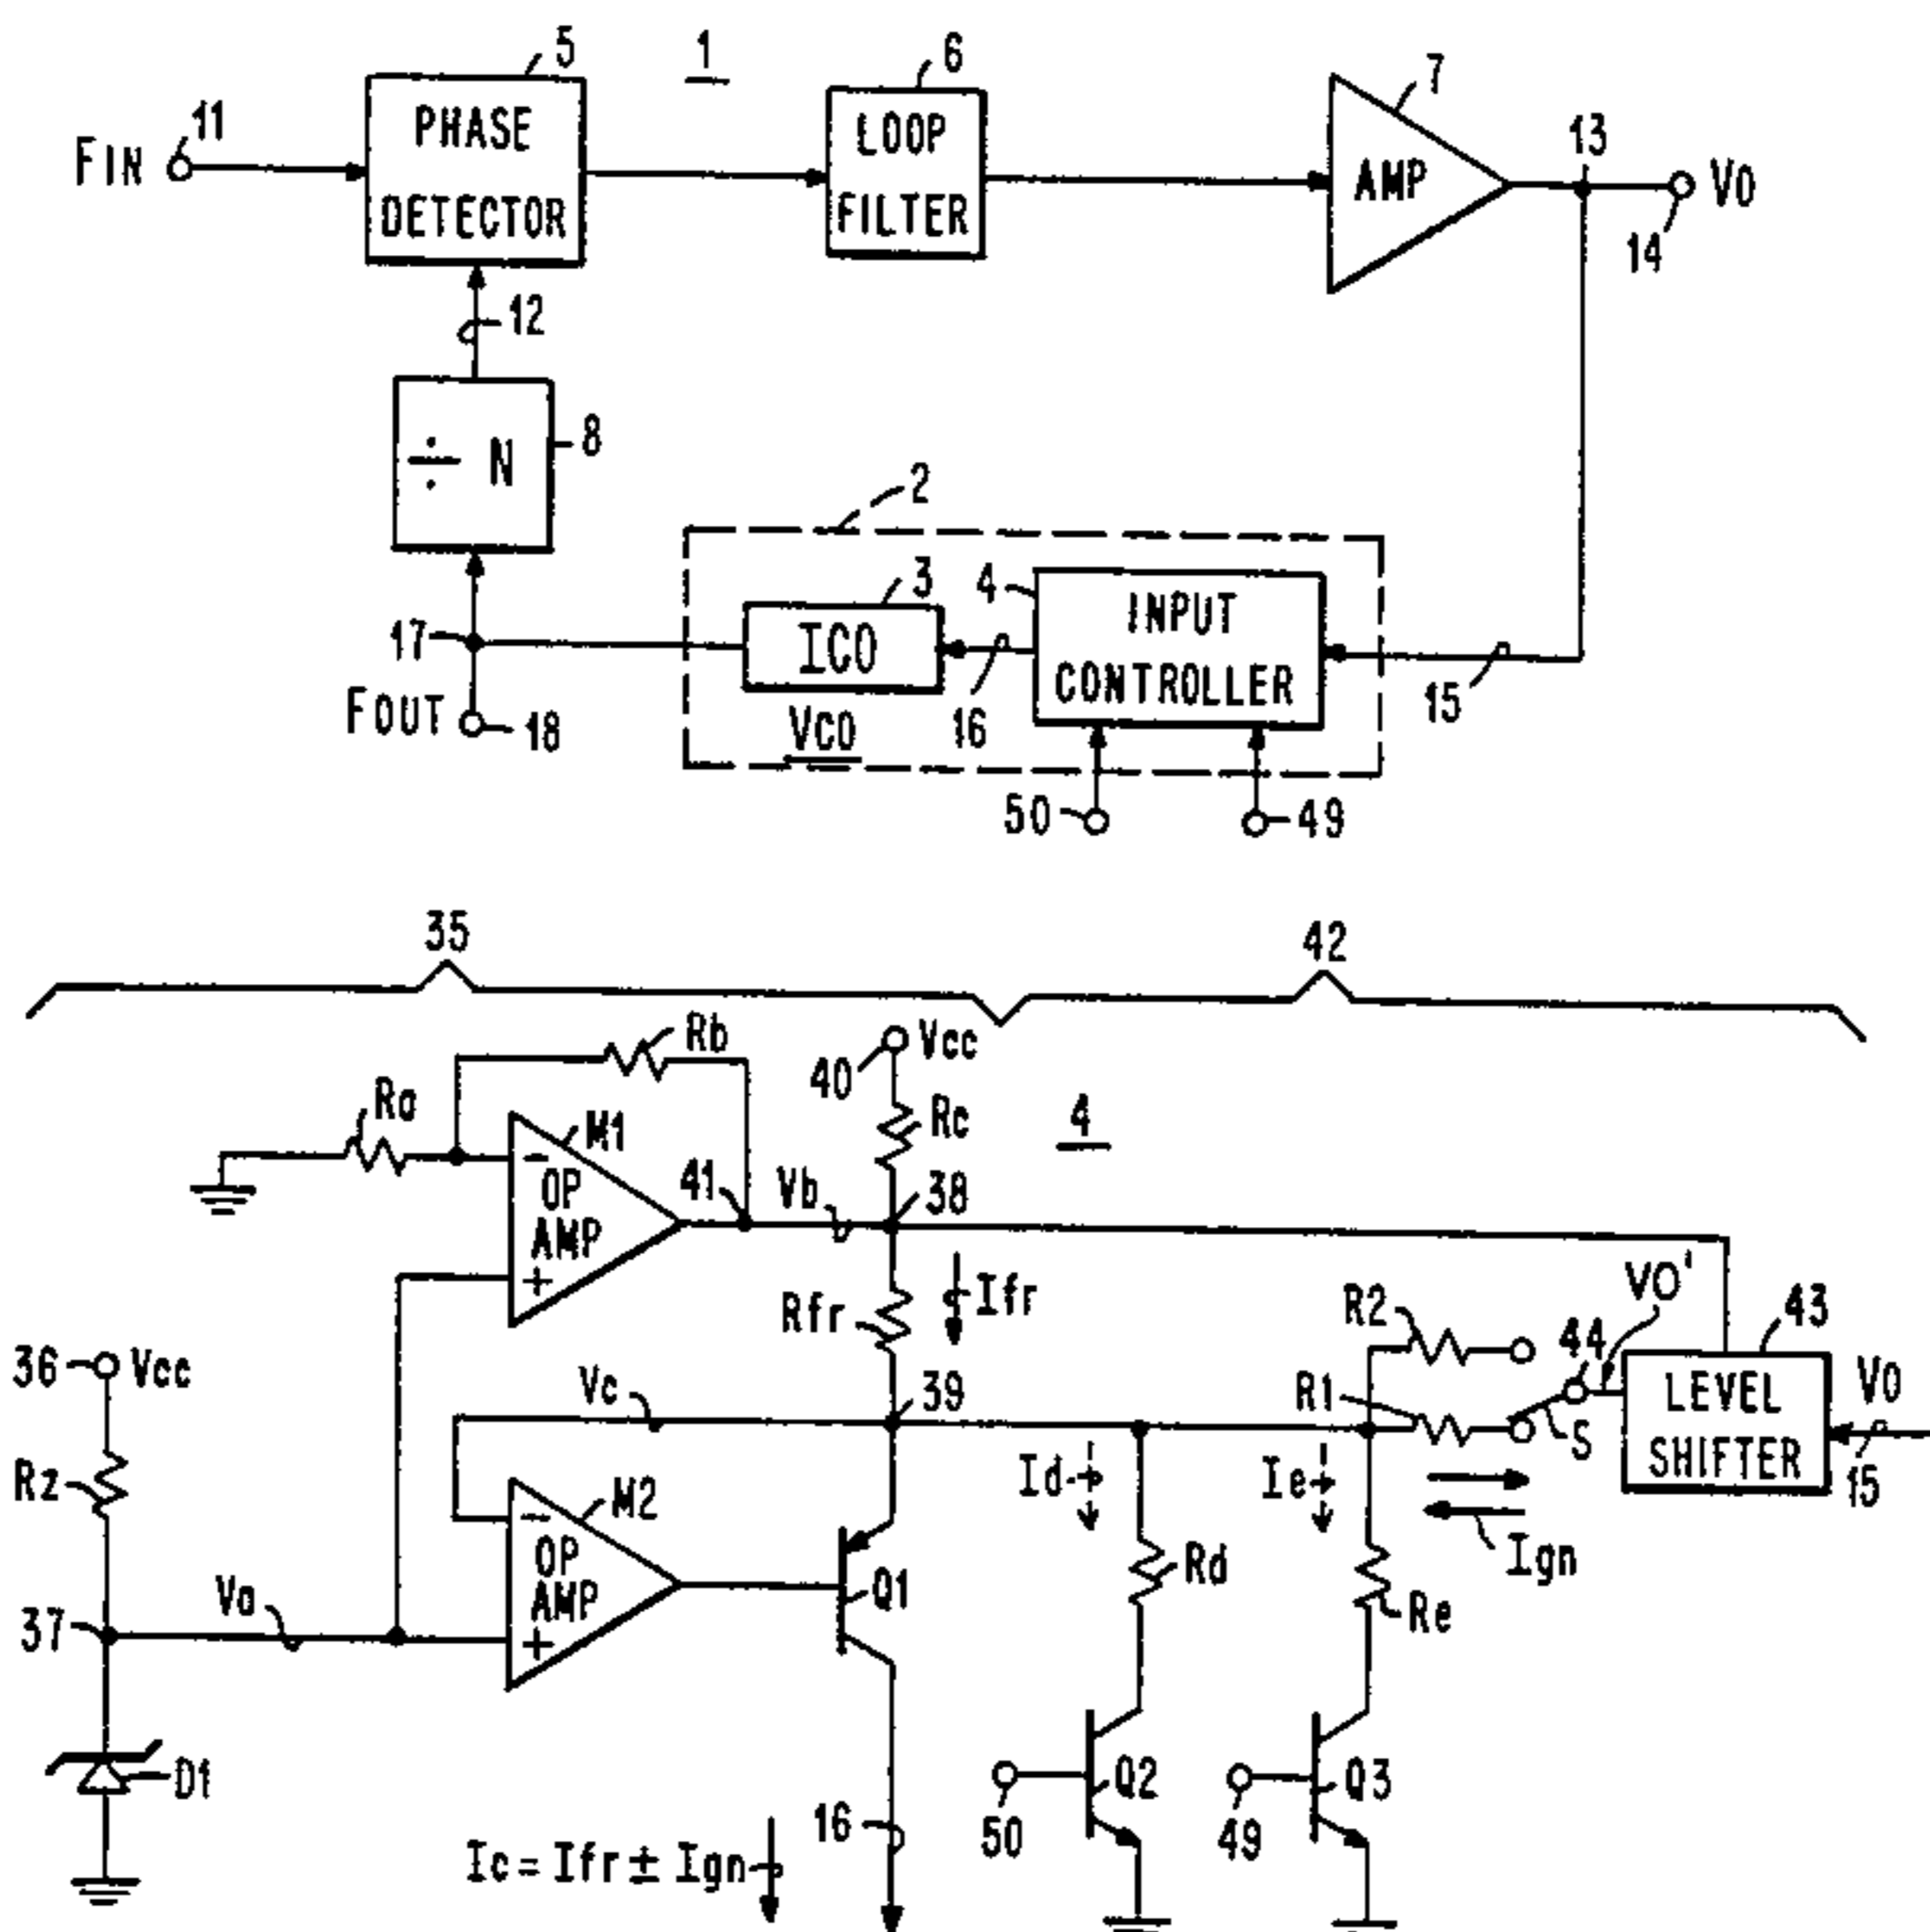 5
1
6
7
11
FIN
PHASE
DETECTOR
LOOP
FILTER
AMP
13
VO
14
12
÷ N
8
2
3
4
17
ICO
INPUT
CONTROLLER
16
15
FOUT
18
VCO
50
49
35
42
Rb
40
Vcc
Ra
M1
Rc
4
-
OP
AMP
+
41
Vb
38
Rfr
Ifr
R2
VO'
43
36
Vcc
44
Vc
39
R1
LEVEL
SHIFTER
VO
S
15
Rz
M2
Id
Ie
Ign
-
OP
AMP
+
Rd
Re
Va
37
Q1
D1
Q2
Q3
50
49
16
Ic = Ifr ± Ign